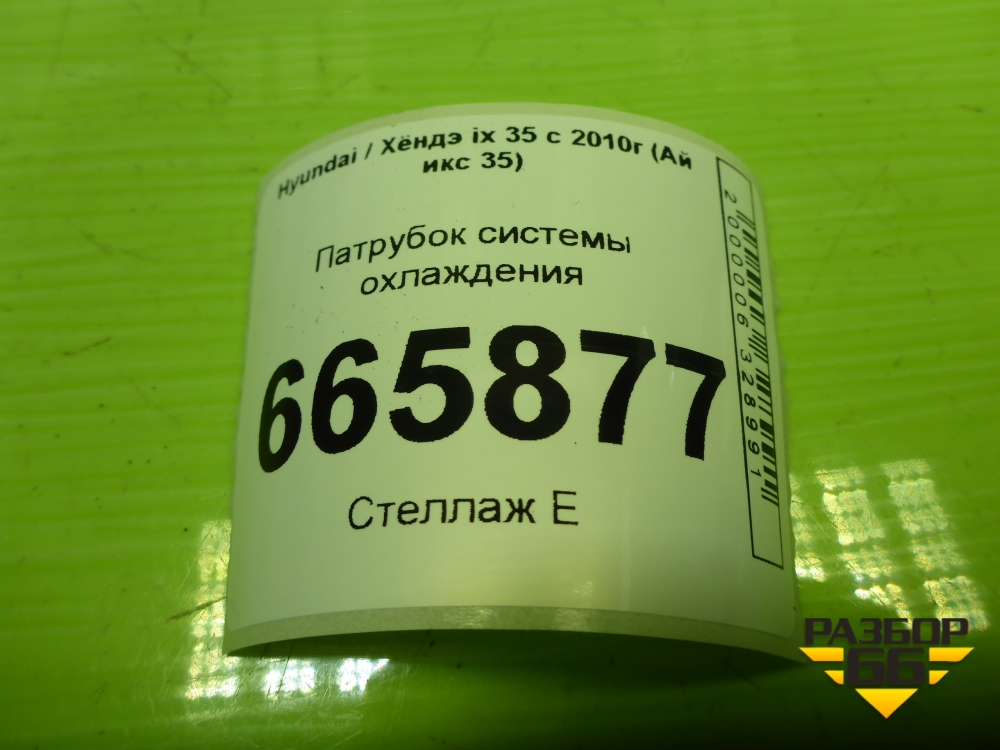 Hyundai / Хёндэ ix 35 с 2010г (Ай
икс 35)
Патрубок системы
охлаждения
665877
Стеллаж Е
2000006328991
РАЗБОР
66